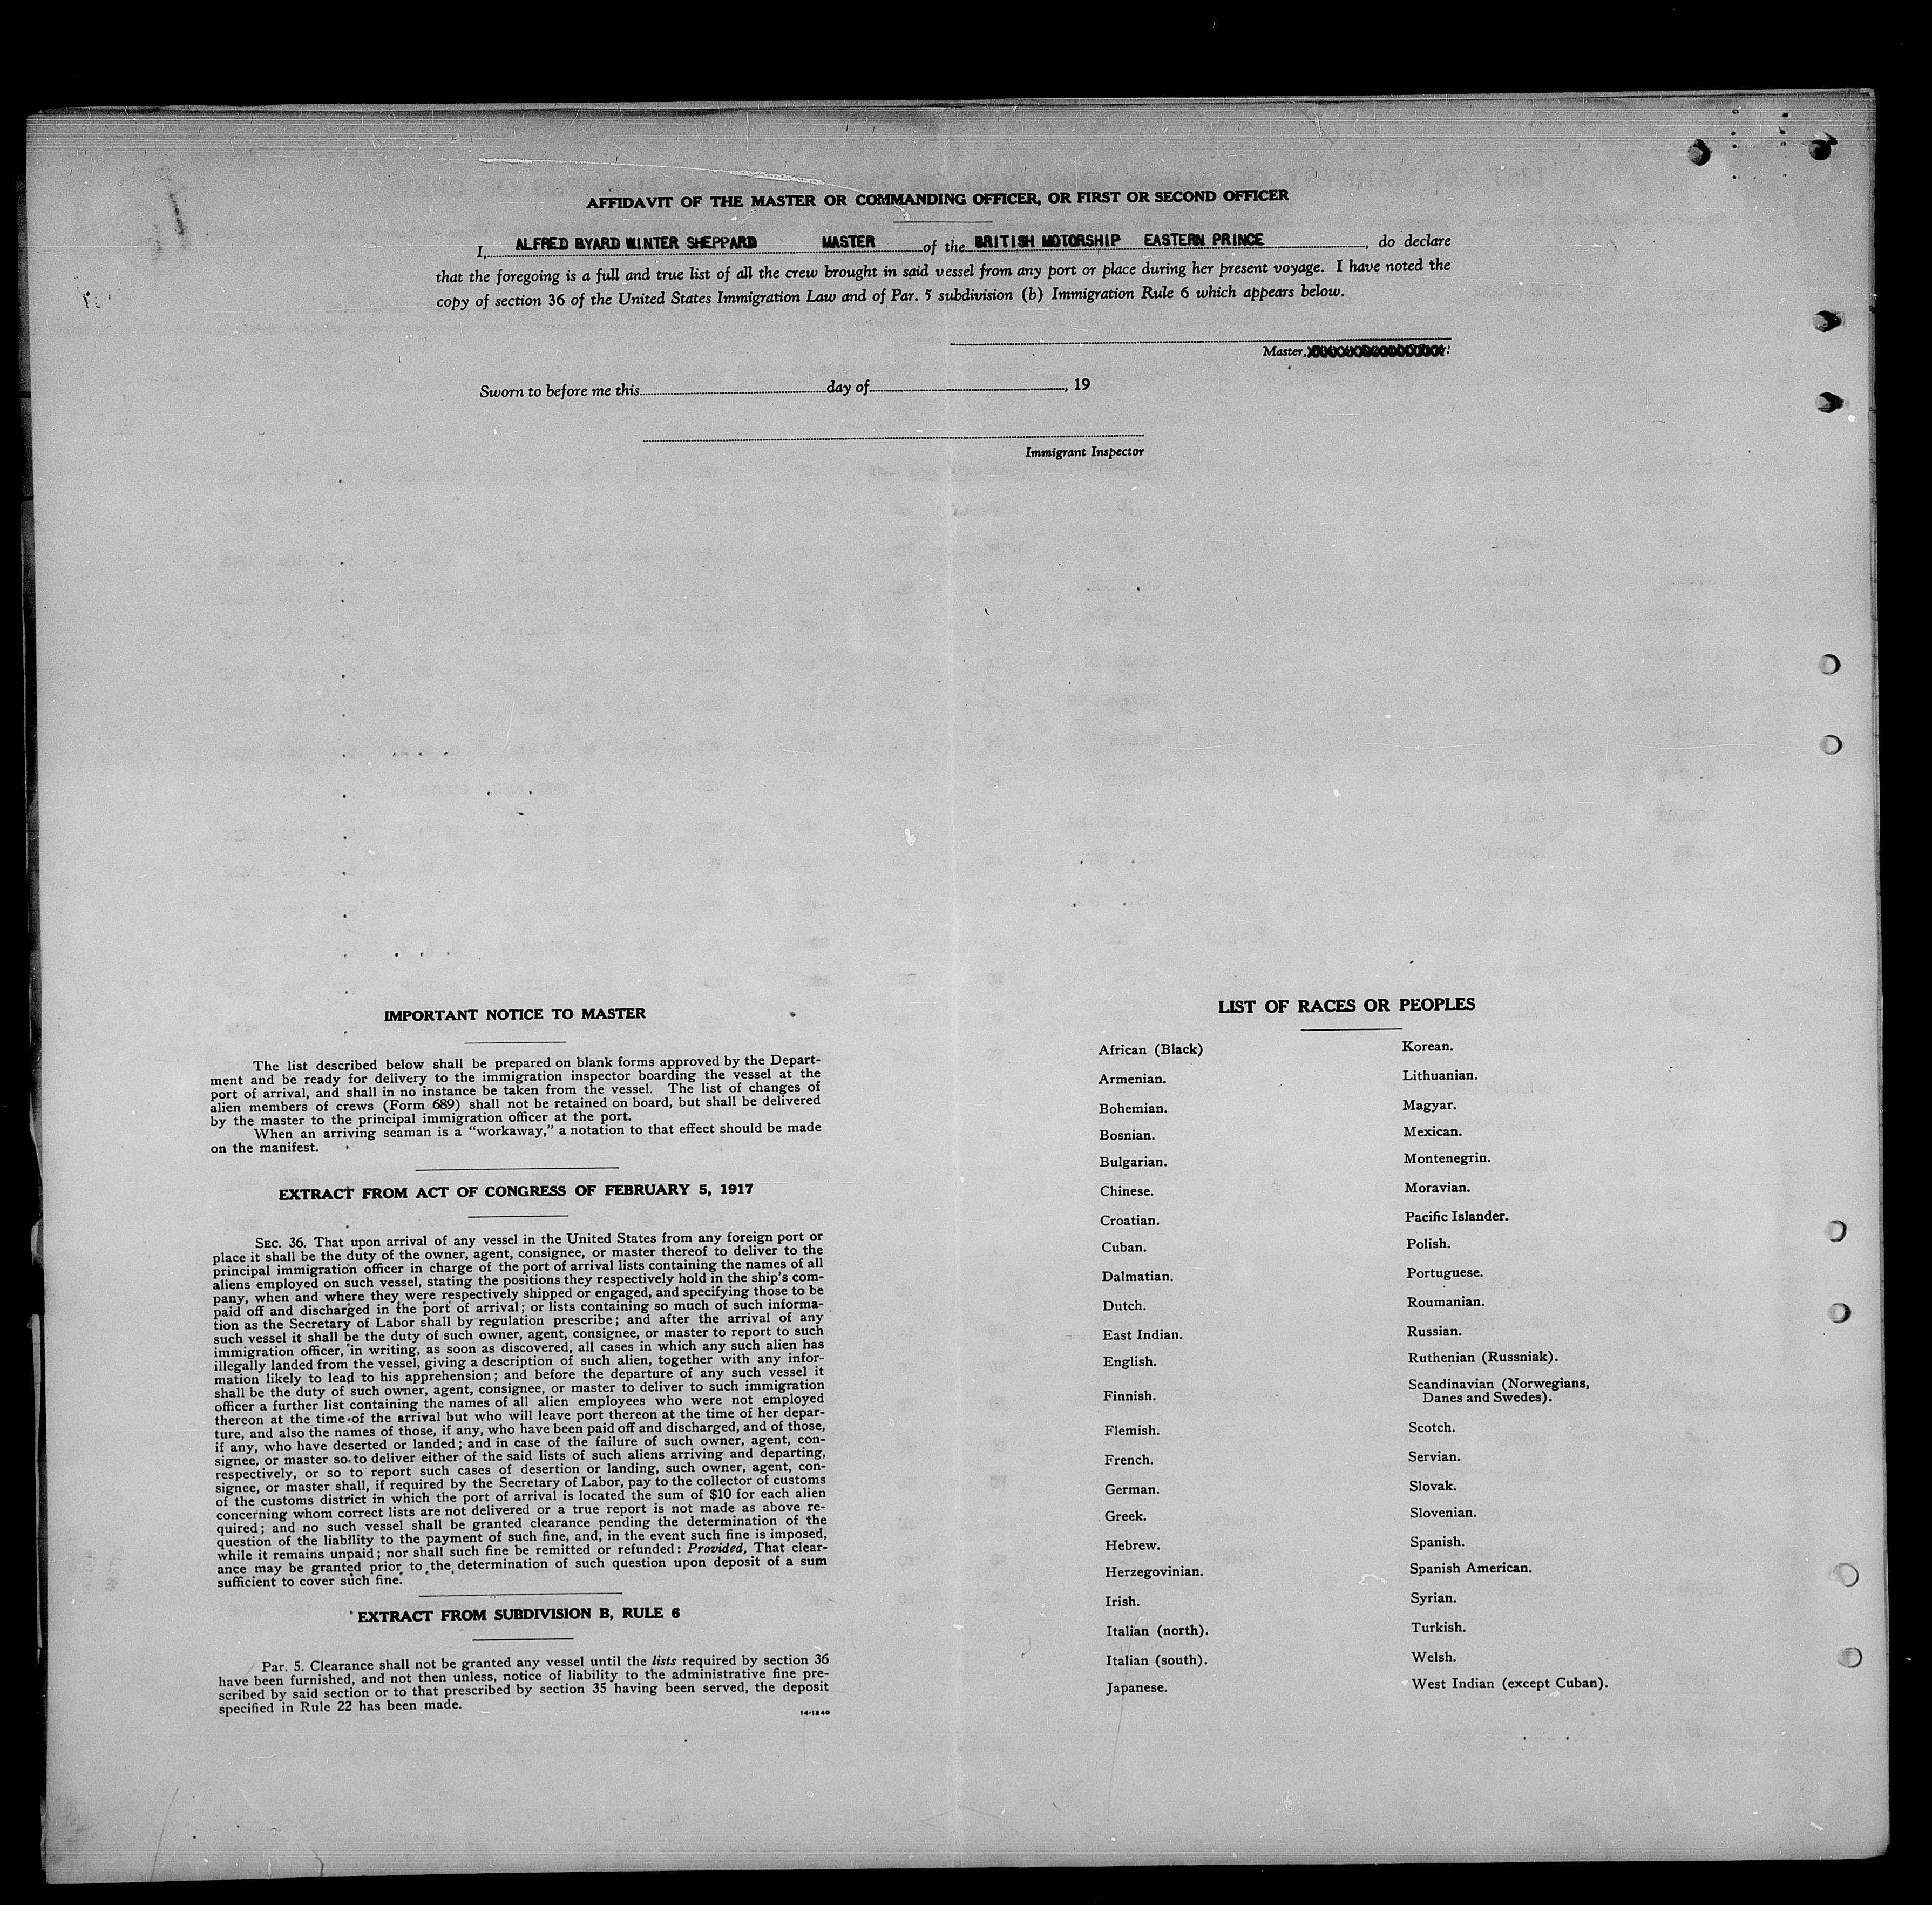 AFFIDAVIT OF THE MASTER OR COMMANDING OFFICER, OR FIRST OR SECOND OFFICER
I, ALFRED BYARD WINTER SHEPPARD MASTER of the BRITISH MOTORSHIP EASTERN PRINCE, do declare
that the foregoing is a full and true list of all the crew brought in said vessel from any port or place during her present voyage. I have noted the
copy of section 36 of the United States Immigration Law and of Par. 5 subdivision (b) Immigration Rule 6 which appears below.
Master,
Sworn to before me this day of , 19
Immigrant Inspector
IMPORTANT NOTICE TO MASTER
The list described below shall be prepared on blank forms approved by the Depart-
ment and be ready for delivery to the immigration inspector boarding the vessel at the
port of arrival, and shall in no instance be taken from the vessel. The list of changes of
alien members of crews (Form 689) shall not be retained on board, but shall be delivered
by the master to the principal immigration officer at the port.
When an arriving seaman is a "workaway," a notation to that effect should be made
on the manifest.
EXTRACT FROM ACT OF CONGRESS OF FEBRUARY 5, 1917
SEC. 36. That upon arrival of any vessel in the United States from any foreign port or
place it shall be the duty of the owner, agent, consignee, or master thereof to deliver to the
principal immigration officer in charge of the port of arrival lists containing the names of all
aliens employed on such vessel, stating the positions they respectively hold in the ship's com-
pany, when and where they were respectively shipped or engaged, and specifying those to be
paid off and discharged in the port of arrival; or lists containing so much of such informa-
tion as the Secretary of Labor shall by regulation prescribe; and after the arrival of any
such vessel it shall be the duty of such owner, agent, consignee, or master to report to such
immigration officer, in writing, as soon as discovered, all cases in which any such alien has
illegally landed from the vessel, giving a description of such alien, together with any infor-
mation likely to lead to his apprehension; and before the departure of any such vessel it
shall be the duty of such owner, agent, consignee, or master to deliver to such immigration
officer a further list containing the names of all alien employees who were not employed
thereon at the time of the arrival but who will leave port thereon at the time of her depar-
ture, and also the names of those, if any, who have been paid off and discharged, and of those,
if any, who have deserted or landed; and in case of the failure of such owner, agent, con-
signee, or master so to deliver either of the said lists of such aliens arriving and departing,
respectively, or so to report such cases of desertion or landing, such owner, agent, con-
signee, or master shall, if required by the Secretary of Labor, pay to the collector of customs
of the customs district in which the port of arrival is located the sum of $10 for each alien
concerning whom correct lists are not delivered or a true report is not made as above re-
quired; and no such vessel shall be granted clearance pending the determination of the
question of the liability to the payment of such fine, and, in the event such fine is imposed,
while it remains unpaid; nor shall such fine be remitted or refunded: Provided, That clear-
ance may be granted prior to the determination of such question upon deposit of a sum
sufficient to cover such fine.
EXTRACT FROM SUBDIVISION B, RULE 6
Par. 5. Clearance shall not be granted any vessel until the lists required by section 36
have been furnished, and not then unless, notice of liability to the administrative fine pre-
scribed by said section or to that prescribed by section 35 having been served, the deposit
specified in Rule 22 has been made.
14-1240
LIST OF RACES OR PEOPLES
African (Black)
Armenian.
Bohemian.
Bosnian.
Bulgarian.
Chinese.
Croatian.
Cuban.
Dalmatian.
Dutch.
East Indian.
English.
Finnish.
Flemish.
French.
German.
Greek.
Hebrew.
Herzegovinian.
Irish.
Italian (north).
Italian (south).
Japanese.
Korean.
Lithuanian.
Magyar.
Mexican.
Montenegrin.
Moravian.
Pacific Islander.
Polish.
Portuguese.
Roumanian.
Russian.
Ruthenian (Russniak).
Scandinavian (Norwegians,
Danes and Swedes).
Scotch.
Servian.
Slovak.
Slovenian.
Spanish.
Spanish American.
Syrian.
Turkish.
Welsh.
West Indian (except Cuban).